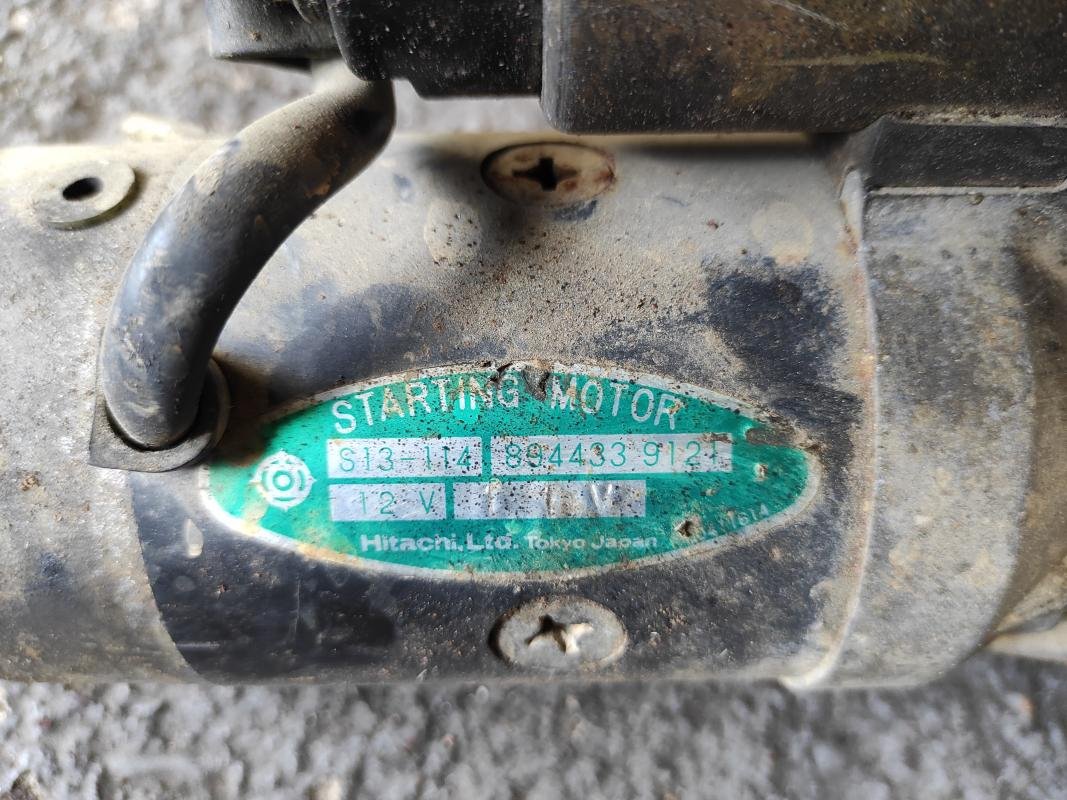 STARTING MOTOR
S13-114 894433 9121
12 V V
Hitachi, Ltd. Tokyo Japan